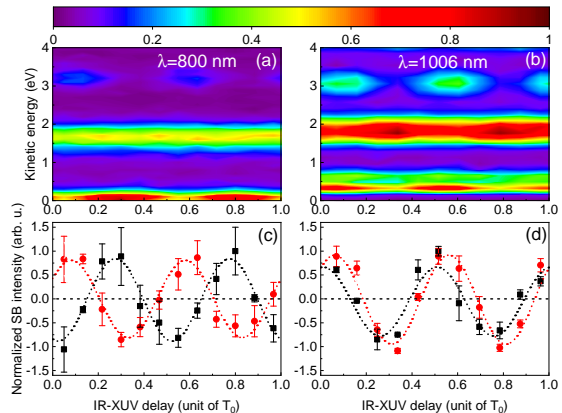 0 0.2 0.4 0.6 0.8 1
Kinetic energy (eV)
4
3
2
1
0
λ=800 nm (a)
0.0 0.2 0.4 0.6 0.8 1.0
4
3
2
1
0
λ=1006 nm (b)
0.0 0.2 0.4 0.6 0.8 1.0
Normalized SB intensity (arb. u.)
1.5
1.0
0.5
0.0
-0.5
-1.0
-1.5
(c)
0.0 0.2 0.4 0.6 0.8 1.0
IR-XUV delay (unit of T₀)
1.5
1.0
0.5
0.0
-0.5
-1.0
-1.5
(d)
0.0 0.2 0.4 0.6 0.8 1.0
IR-XUV delay (unit of T₀)